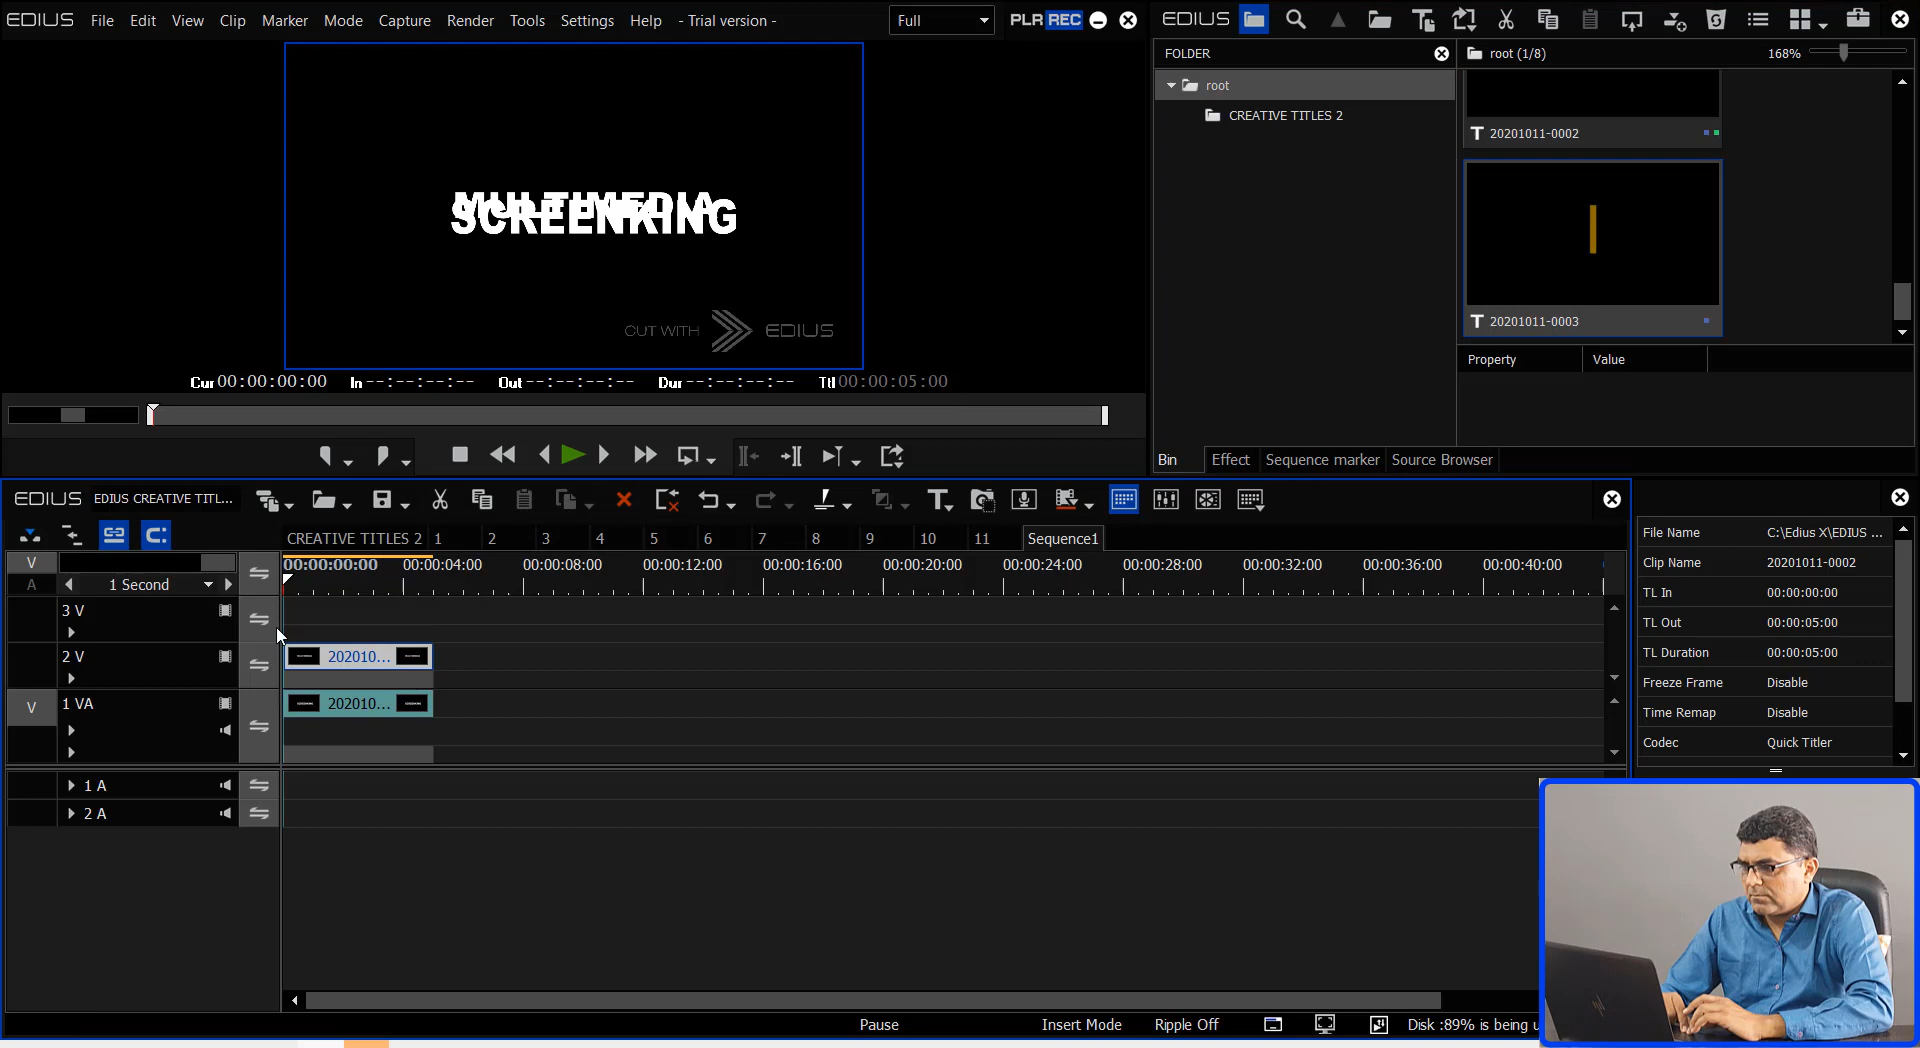 EDIUS File Edit View Clip Marker Mode Capture Render Tools Settings Help - Trial version - Full PLR REC
MULTIMEDIA
SCREENKING
CUT WITH EDIUS
Cur 00:00:00:00 In --:--:--:-- Out --:--:--:-- Dur --:--:--:-- Ttl 00:00:05:00
EDIUS
FOLDER
root
CREATIVE TITLES 2
root (1/8) 168%
T 20201011-0002
T 20201011-0003
Property Value
Bin Effect Sequence marker Source Browser
EDIUS EDIUS CREATIVE TITL...
CREATIVE TITLES 2 1 2 3 4 5 6 7 8 9 10 11 Sequence1
V
A 1 Second
00:00:00:00 00:00:04:00 00:00:08:00 00:00:12:00 00:00:16:00 00:00:20:00 00:00:24:00 00:00:28:00 00:00:32:00 00:00:36:00 00:00:40:00
3 V
2 V 202010...
V 1 VA 202010...
1 A
2 A
File Name C:\Edius X\EDIUS ...
Clip Name 20201011-0002
TL In 00:00:00:00
TL Out 00:00:05:00
TL Duration 00:00:05:00
Freeze Frame Disable
Time Remap Disable
Codec Quick Titler
Pause Insert Mode Ripple Off Disk :89% is being